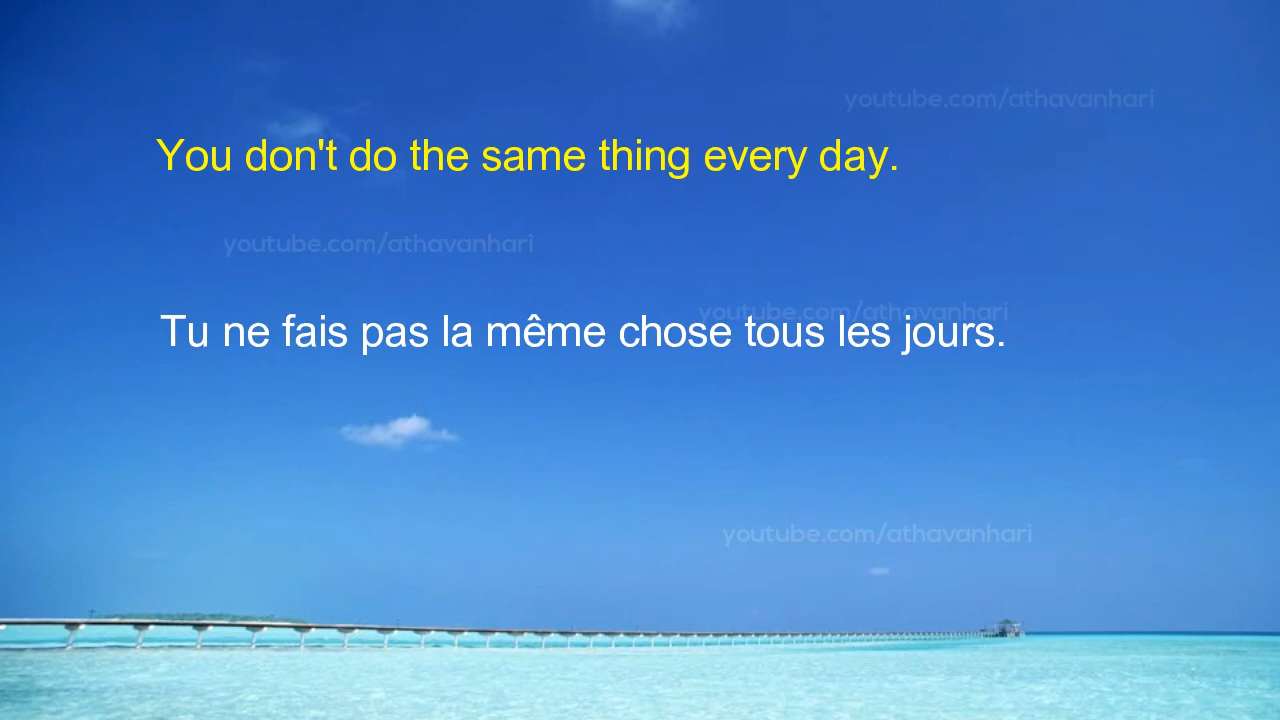 youtube.com/athavanhari
You don't do the same thing every day.
youtube.com/athavanhari
youtube.com/athavanhari
Tu ne fais pas la même chose tous les jours.
youtube.com/athavanhari